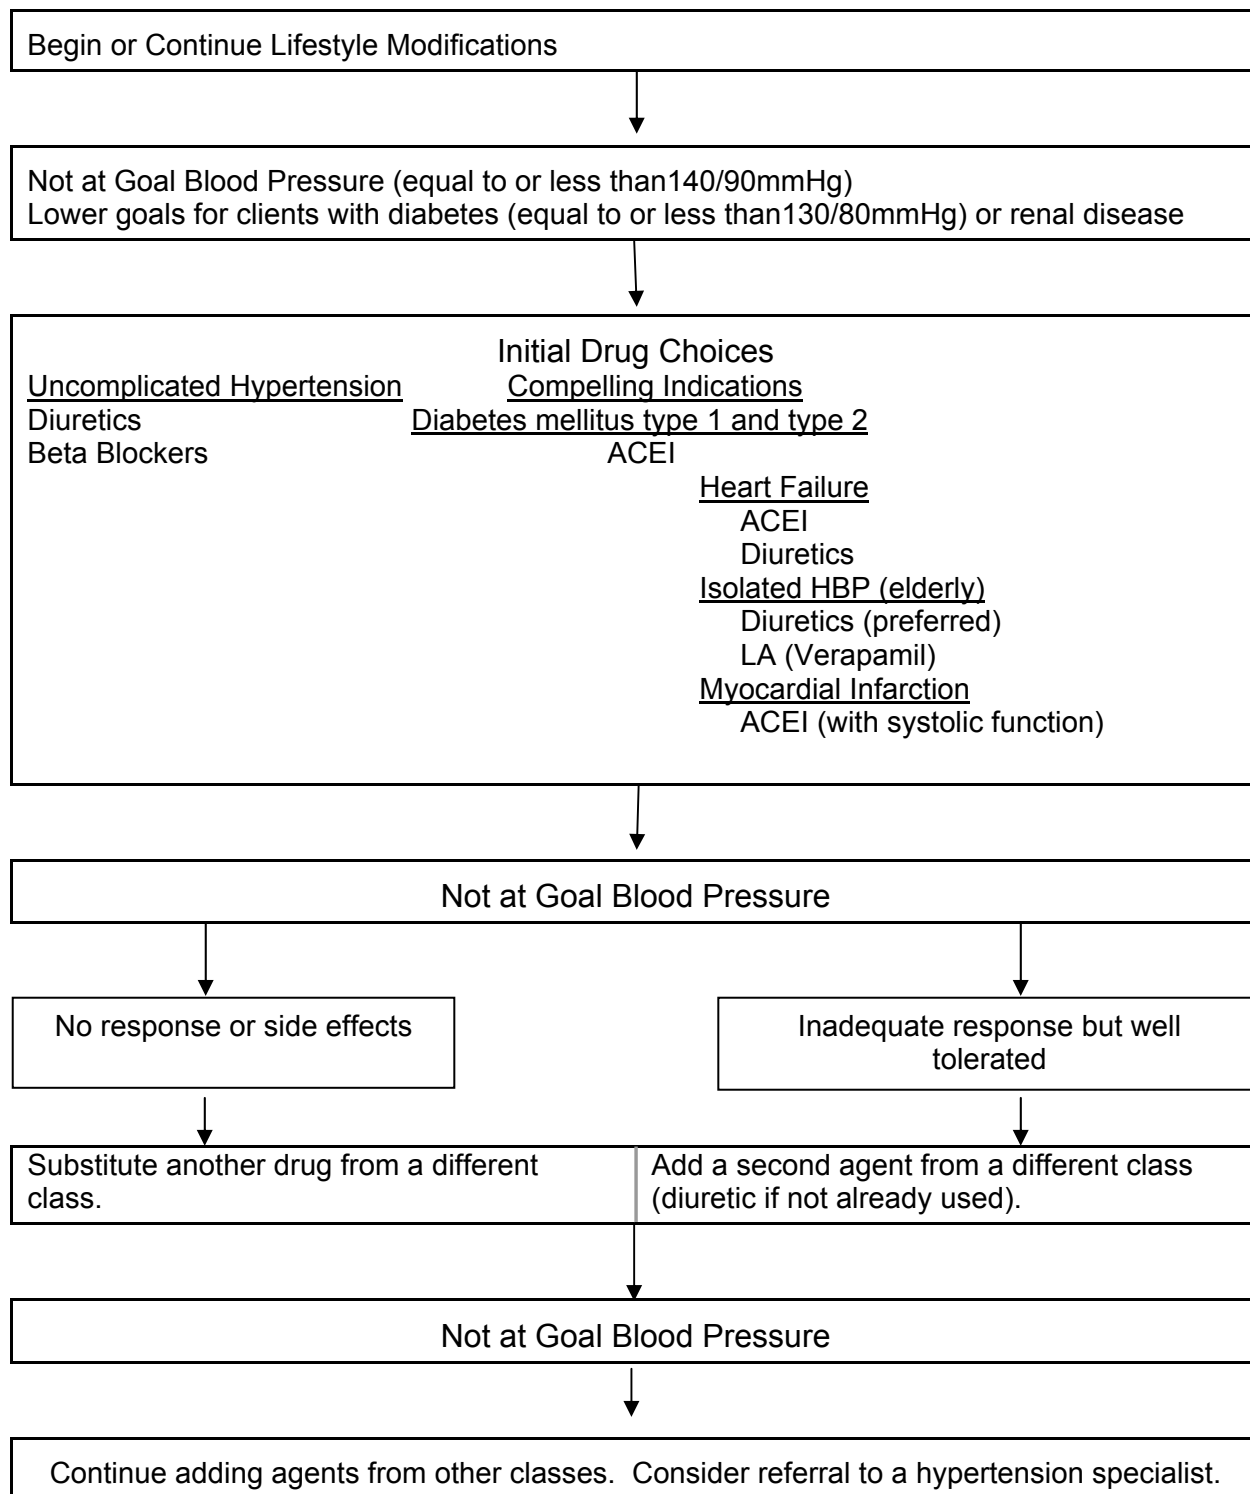 Begin or Continue Lifestyle Modifications
Not at Goal Blood Pressure (equal to or less than140/90mmHg)
Lower goals for clients with diabetes (equal to or less than130/80mmHg) or renal disease
Initial Drug Choices
Uncomplicated Hypertension Compelling Indications
Diuretics Diabetes mellitus type 1 and type 2
Beta Blockers ACEI
Heart Failure
ACEI
Diuretics
Isolated HBP (elderly)
Diuretics (preferred)
LA (Verapamil)
Myocardial Infarction
ACEI (with systolic function)
Not at Goal Blood Pressure
No response or side effects
Inadequate response but well
tolerated
Substitute another drug from a different
class.
Add a second agent from a different class
(diuretic if not already used).
Not at Goal Blood Pressure
Continue adding agents from other classes.  Consider referral to a hypertension specialist.